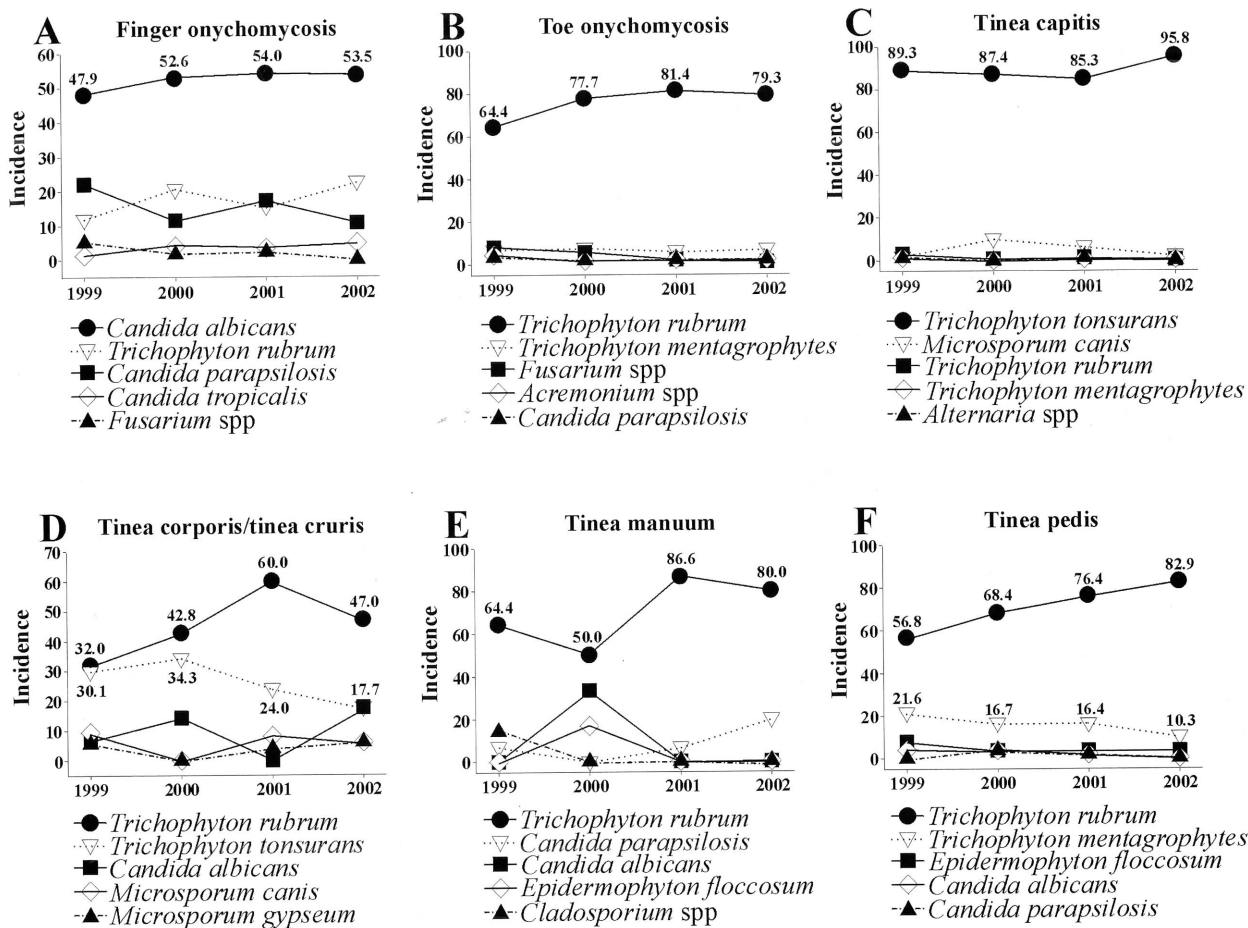 A Finger onychomycosis
Incidence
60
50
40
30
20
10
0
47.9 52.6 54.0 53.5
1999 2000 2001 2002
Candida albicans
Trichophyton rubrum
Candida parapsilosis
Candida tropicalis
Fusarium spp
B Toe onychomycosis
Incidence
100
80
60
40
20
0
64.4 77.7 81.4 79.3
1999 2000 2001 2002
Trichophyton rubrum
Trichophyton mentagrophytes
Fusarium spp
Acremonium spp
Candida parapsilosis
C Tinea capitis
Incidence
100
80
60
40
20
0
89.3 87.4 85.3 95.8
1999 2000 2001 2002
Trichophyton tonsurans
Microsporum canis
Trichophyton rubrum
Trichophyton mentagrophytes
Alternaria spp
D Tinea corporis/tinea cruris
Incidence
70
60
50
40
30
20
10
0
32.0 42.8 60.0 47.0
30.1 34.3 24.0 17.7
1999 2000 2001 2002
Trichophyton rubrum
Trichophyton tonsurans
Candida albicans
Microsporum canis
Microsporum gypseum
E Tinea manuum
Incidence
100
80
60
40
20
0
64.4 50.0 86.6 80.0
1999 2000 2001 2002
Trichophyton rubrum
Candida parapsilosis
Candida albicans
Epidermophyton floccosum
Cladosporium spp
F Tinea pedis
Incidence
100
80
60
40
20
0
56.8 68.4 76.4 82.9
21.6 16.7 16.4 10.3
1999 2000 2001 2002
Trichophyton rubrum
Trichophyton mentagrophytes
Epidermophyton floccosum
Candida albicans
Candida parapsilosis